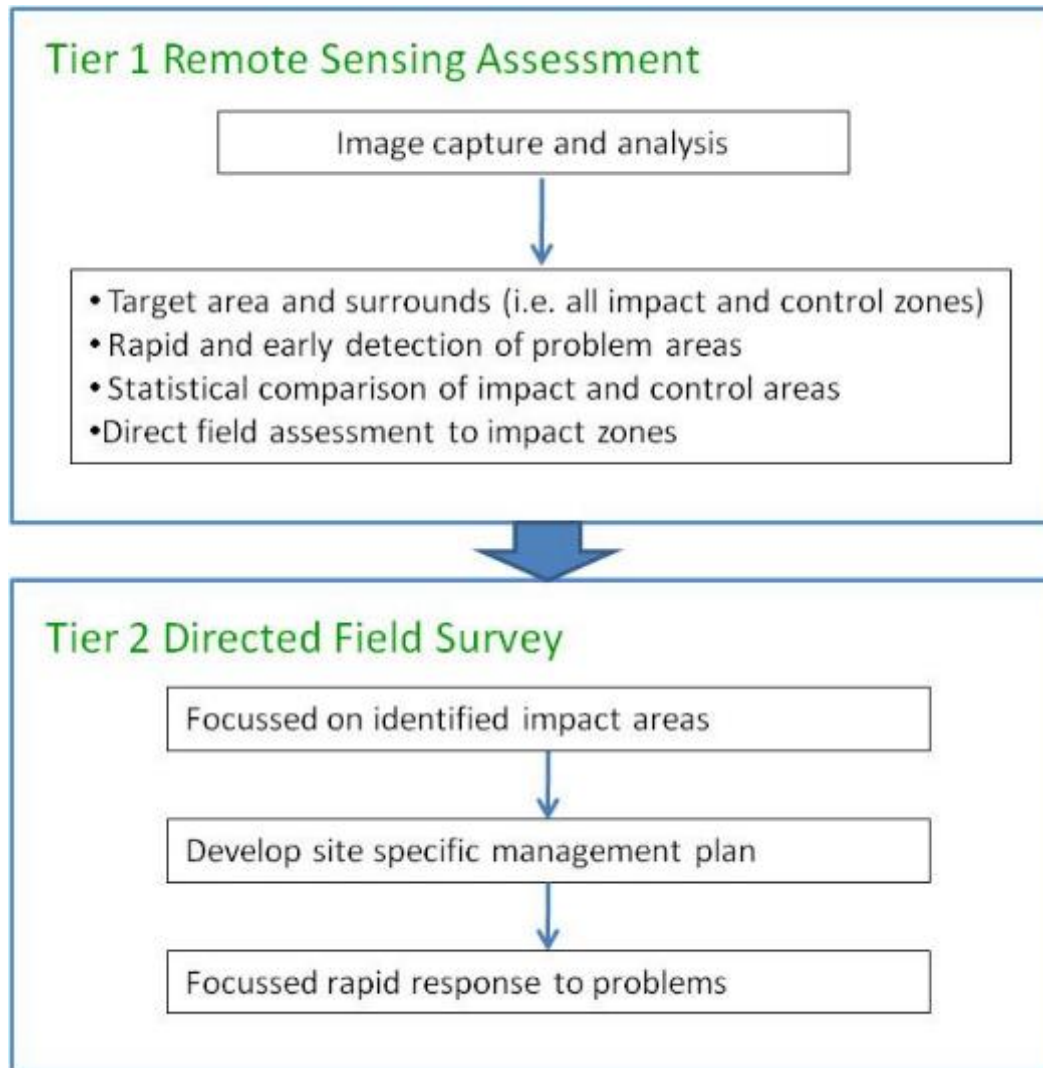 Tier 1 Remote Sensing Assessment
Image capture and analysis
• Target area and surrounds (i.e. all impact and control zones)
• Rapid and early detection of problem areas
• Statistical comparison of impact and control areas
•Direct field assessment to impact zones
Tier 2 Directed Field Survey
Focussed on identified impact areas
Develop site specific management plan
Focussed rapid response to problems